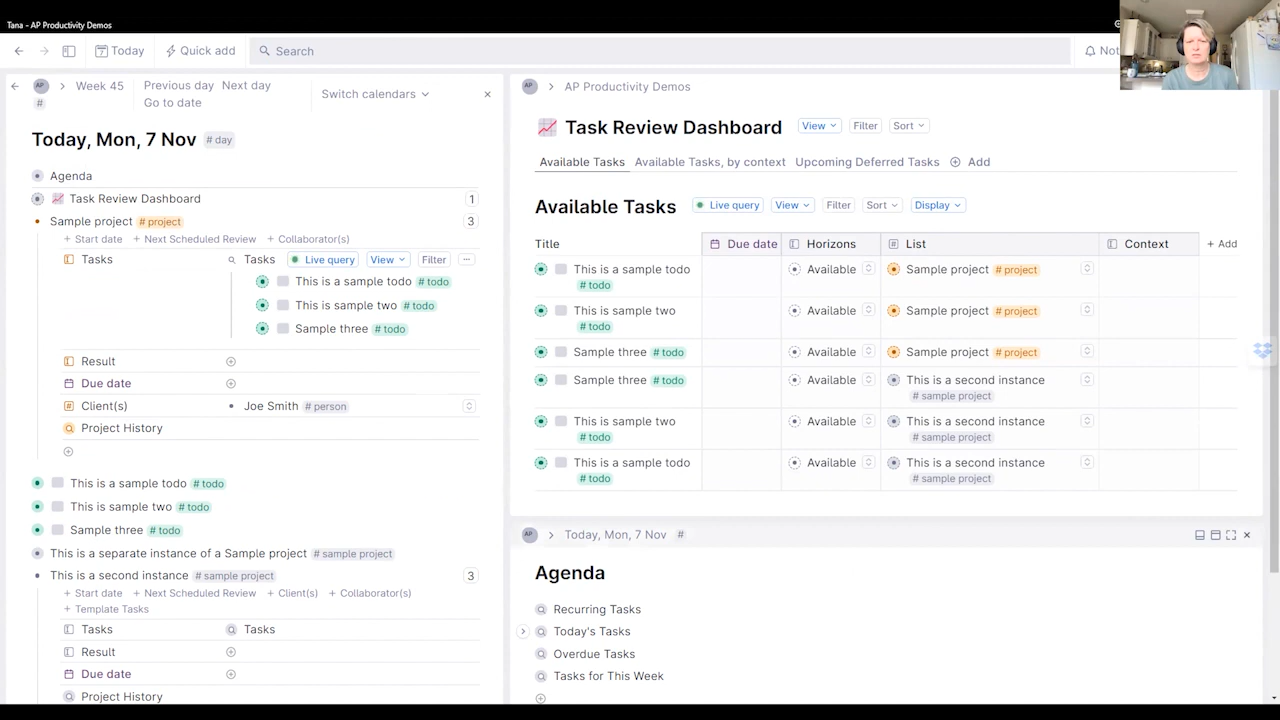 Tana - AP Productivity Demos
Today
Quick add
Search
Not
AP
Week 45
Previous day
Next day
Go to date
Switch calendars
#
Today, Mon, 7 Nov
# day
Agenda
Task Review Dashboard
1
Sample project # project
3
+ Start date + Next Scheduled Review + Collaborator(s)
Tasks
Tasks
Live query
View
Filter
This is a sample todo # todo
This is sample two # todo
Sample three # todo
Result
Due date
Client(s)
Joe Smith # person
Project History
This is a sample todo # todo
This is sample two # todo
Sample three # todo
This is a separate instance of a Sample project # sample project
This is a second instance # sample project
3
+ Start date + Next Scheduled Review + Client(s) + Collaborator(s)
+ Template Tasks
Tasks
Tasks
Result
Due date
Project History
AP
AP Productivity Demos
Task Review Dashboard
View
Filter
Sort
Available Tasks
Available Tasks, by context
Upcoming Deferred Tasks
Add
Available Tasks
Live query
View
Filter
Sort
Display
Title
Due date
Horizons
List
Context
+ Add
This is a sample todo
# todo
Available
Sample project # project
This is sample two
# todo
Available
Sample project # project
Sample three # todo
Available
Sample project # project
Sample three # todo
Available
This is a second instance
# sample project
This is sample two
# todo
Available
This is a second instance
# sample project
This is a sample todo
# todo
Available
This is a second instance
# sample project
AP
Today, Mon, 7 Nov #
Agenda
Recurring Tasks
Today's Tasks
Overdue Tasks
Tasks for This Week